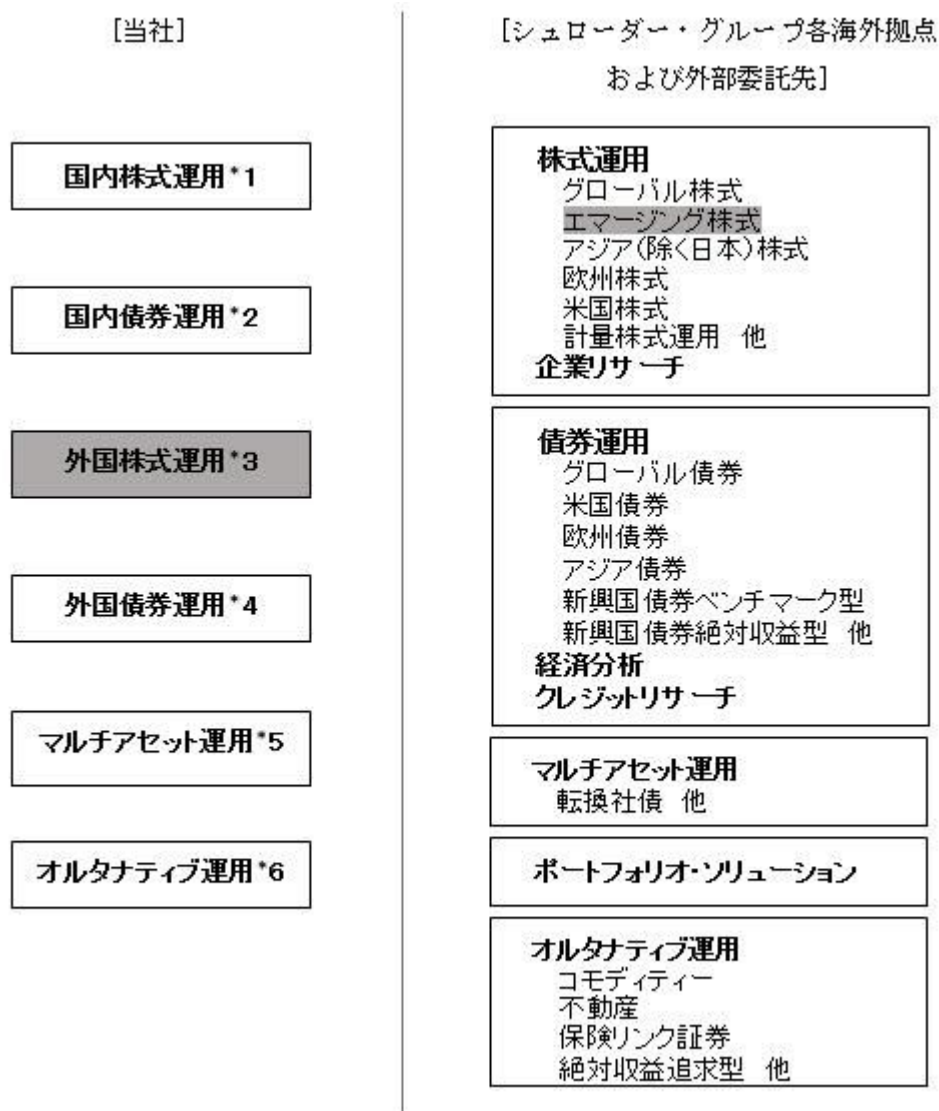 [当社]
国内株式運用*1
国内債券運用*2
外国株式運用*3
外国債券運用*4
マルチアセット運用*5
オルタナティブ運用*6
[シュローダー・グループ各海外拠点
および外部委託先]
株式運用
グローバル株式
エマージング株式
アジア(除く日本)株式
欧州株式
米国株式
計量株式運用 他
企業リサーチ
債券運用
グローバル債券
米国債券
欧州債券
アジア債券
新興国債券ベンチマーク型
新興国債券絶対収益型 他
経済分析
クレジットリサーチ
マルチアセット運用
転換社債 他
ポートフォリオ・ソリューション
オルタナティブ運用
コモディティー
不動産
保険リンク証券
絶対収益追求型 他